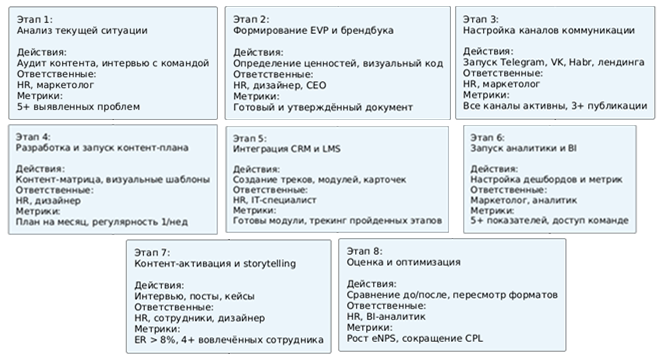 Этап 1:
Анализ текущей ситуации
Действия:
Аудит контента, интервью с командой
Ответственные:
HR, маркетолог
Метрики:
5+ выявленных проблем
Этап 2:
Формирование EVP и брендбука
Действия:
Определение ценностей, визуальный код
Ответственные:
HR, дизайнер, CEO
Метрики:
Готовый и утверждённый документ
Этап 3:
Настройка каналов коммуникации
Действия:
Запуск Telegram, VK, Habr, лендинга
Ответственные:
HR, маркетолог
Метрики:
Все каналы активны, 3+ публикации
Этап 4:
Разработка и запуск контент-плана
Действия:
Контент-матрица, визуальные шаблоны
Ответственные:
HR, дизайнер
Метрики:
План на месяц, регулярность 1/нед
Этап 5:
Интеграция CRM и LMS
Действия:
Создание треков, модулей, карточек
Ответственные:
HR, IT-специалист
Метрики:
Готовы модули, трекинг пройденных этапов
Этап 6:
Запуск аналитики и BI
Действия:
Настройка дешбордов и метрик
Ответственные:
Маркетолог, аналитик
Метрики:
5+ показателей, доступ команде
Этап 7:
Контент-активация и storytelling
Действия:
Интервью, посты, кейсы
Ответственные:
HR, сотрудники, дизайнер
Метрики:
ER > 8%, 4+ вовлечённых сотрудника
Этап 8:
Оценка и оптимизация
Действия:
Сравнение до/после, пересмотр форматов
Ответственные:
HR, BI-аналитик
Метрики:
Рост eNPS, сокращение CPL